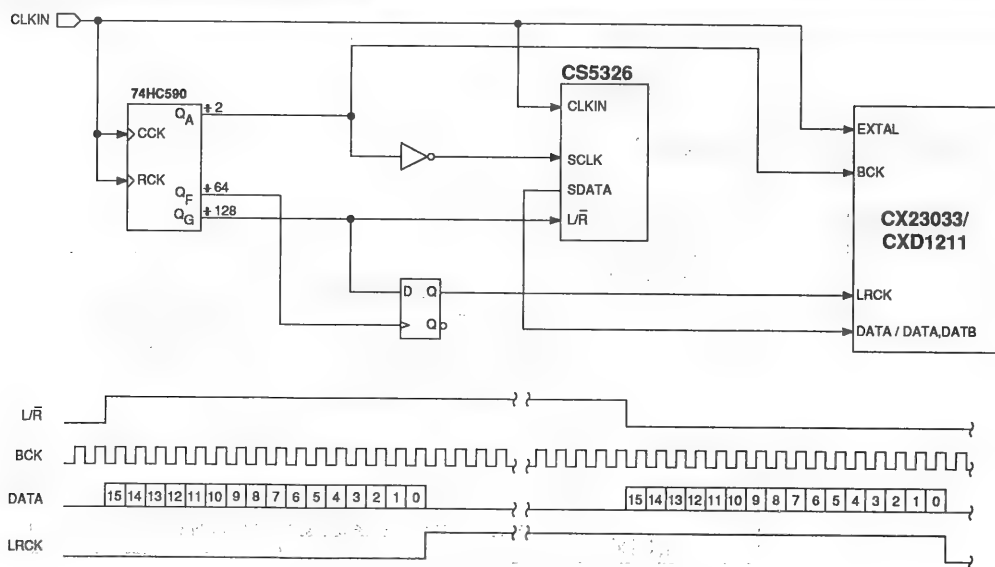 CLKIN
74HC590
QA ÷2
CCK
RCK
QF ÷64
QG ÷128
CS5326
CLKIN
SCLK
SDATA
L/R̅
D Q
Q
EXTAL
BCK
CX23033/
CXD1211
LRCK
DATA / DATA,DATB
L/R̅
BCK
DATA 15 14 13 12 11 10 9 8 7 6 5 4 3 2 1 0 15 14 13 12 11 10 9 8 7 6 5 4 3 2 1 0
LRCK